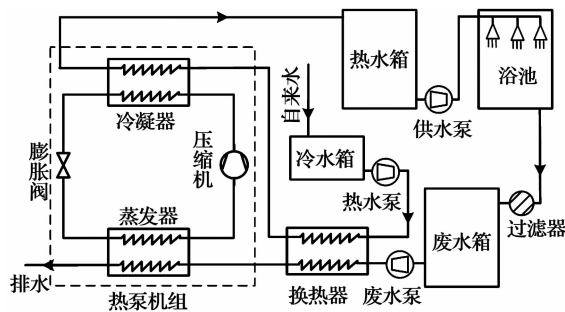 热水箱
浴池
供水泵
自来水
冷凝器
压缩机
膨胀阀
冷水箱
热水泵
过滤器
废水箱
蒸发器
排水
换热器
废水泵
热泵机组